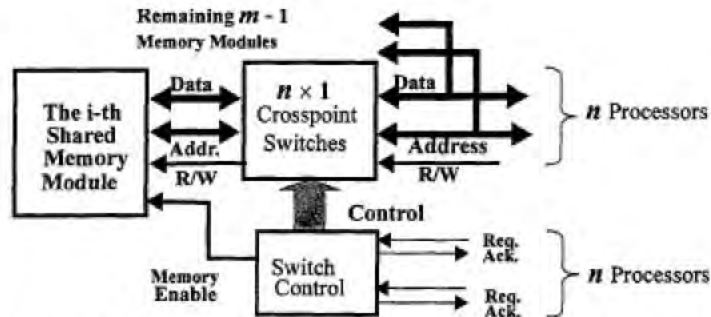 Remaining m - 1
Memory Modules
The i-th
Shared
Memory
Module
Data
Addr.
R/W
n × 1
Crosspoint
Switches
Data
Address
R/W
n Processors
Control
Memory
Enable
Switch
Control
Req.
Ack.
Req.
Ack.
n Processors